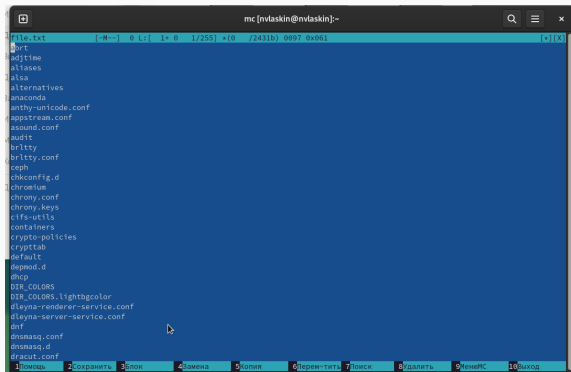 mc [nvlaskin@nvlaskin]:~
file.txt [-M--] 0 L:[ 1+ 0 1/255] *(0 /2431b) 0097 0x061 [*][X]
abrt
adjtime
aliases
alsa
alternatives
anaconda
anthy-unicode.conf
appstream.conf
asound.conf
audit
brltty
brltty.conf
ceph
chkconfig.d
chromium
chrony.conf
chrony.keys
cifs-utils
containers
crypto-policies
crypttab
default
depmod.d
dhcp
DIR_COLORS
DIR_COLORS.lightbgcolor
dleyna-renderer-service.conf
dleyna-server-service.conf
dnf
dnsmasq.conf
dnsmasq.d
dracut.conf
1Помощь 2Сохранить 3Блок 4Замена 5Копия 6Перем~тить 7Поиск 8Удалить 9МенюMC 10Выход